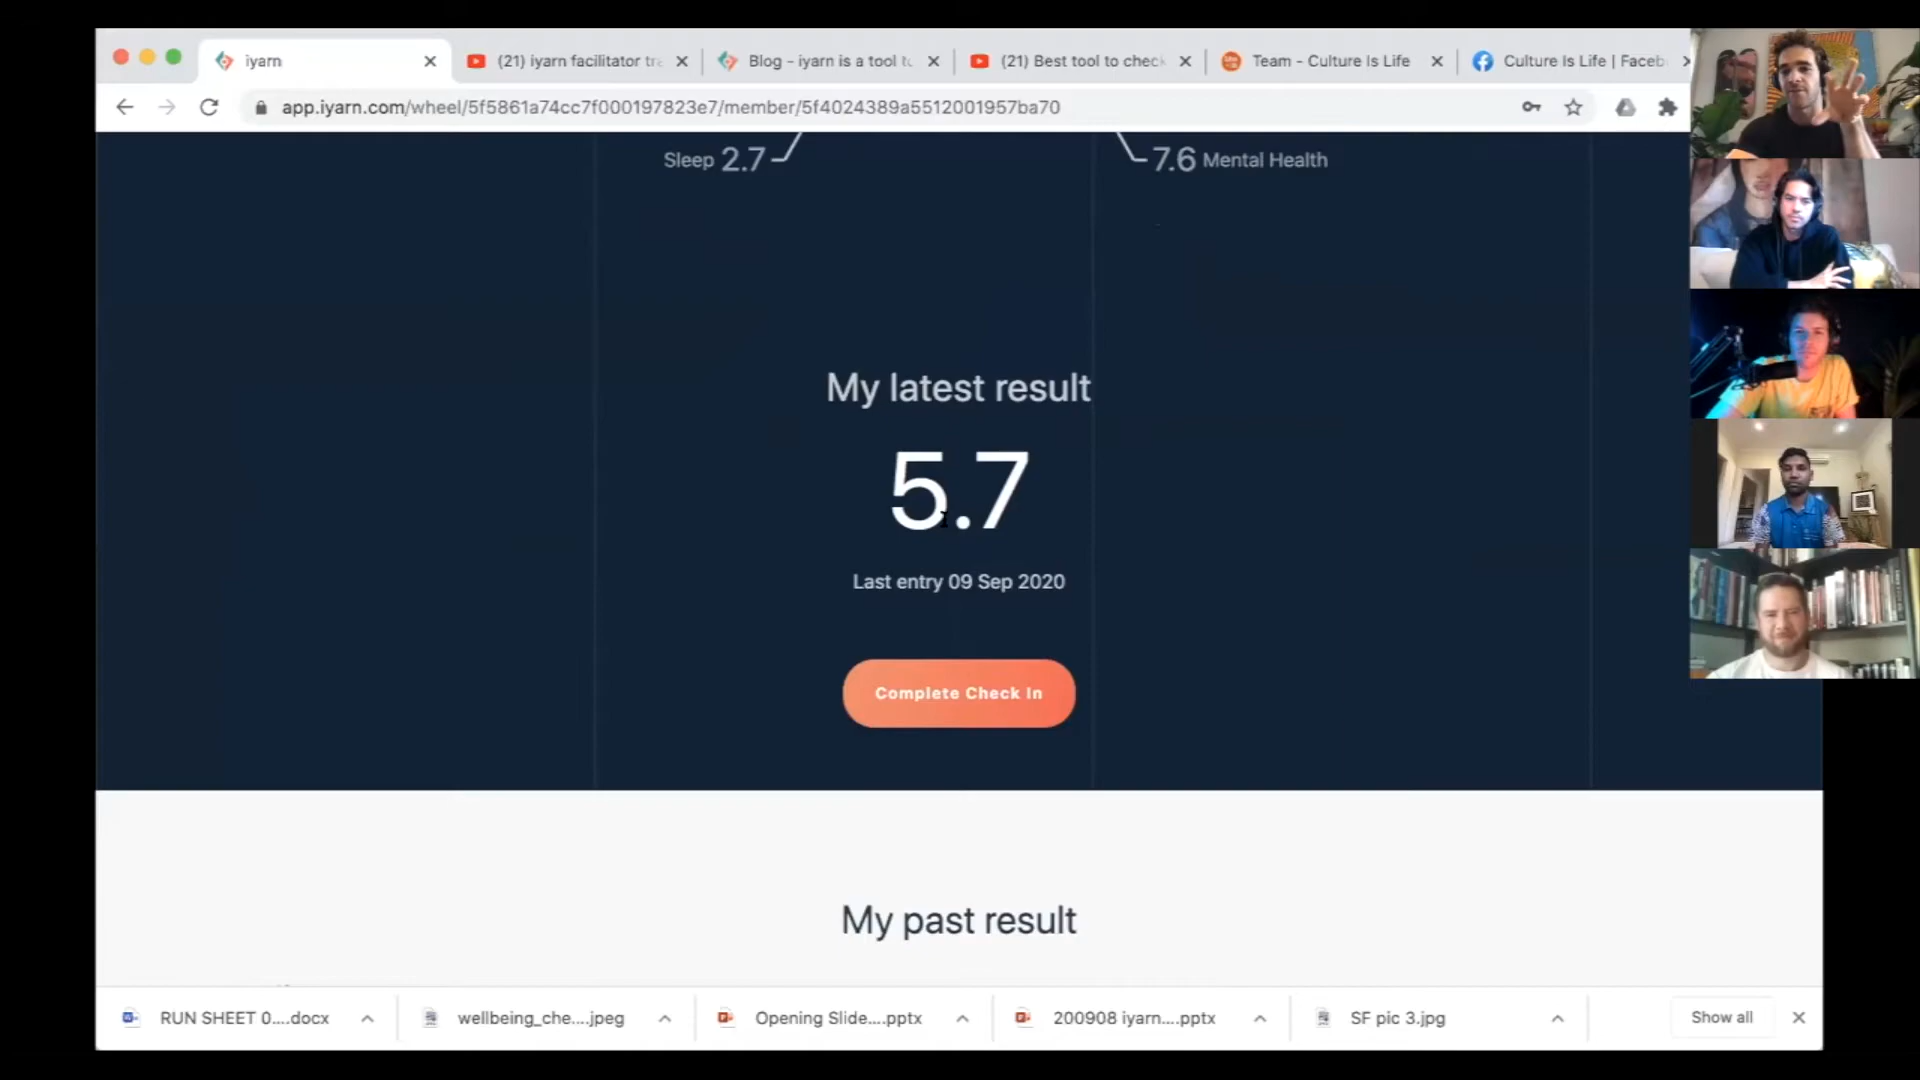 iyarn
(21) iyarn facilitator tra
Blog - iyarn is a tool to
(21) Best tool to check
Team - Culture Is Life
Culture Is Life | Faceb
app.iyarn.com/wheel/5f5861a74cc7f000197823e7/member/5f4024389a5512001957ba70
Sleep 2.7
7.6 Mental Health
My latest result
5.7
Last entry 09 Sep 2020
Complete Check In
My past result
RUN SHEET 0....docx
wellbeing_che....jpeg
Opening Slide....pptx
200908 iyarn....pptx
SF pic 3.jpg
Show all